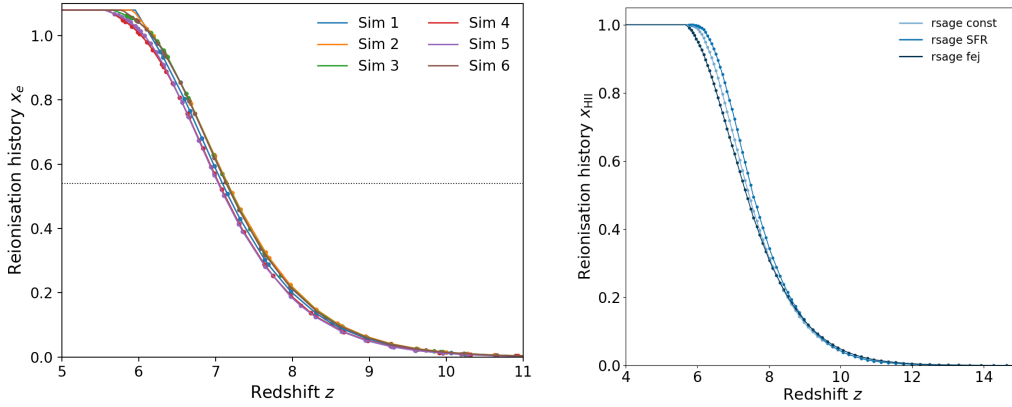 Reionisation history x_e
1.0
0.8
0.6
0.4
0.2
0.0
5 6 7 8 9 10 11
Redshift z
Sim 1 Sim 4
Sim 2 Sim 5
Sim 3 Sim 6
Reionisation history x_HII
1.0
0.8
0.6
0.4
0.2
0.0
4 6 8 10 12 14
Redshift z
rsage const
rsage SFR
rsage fej